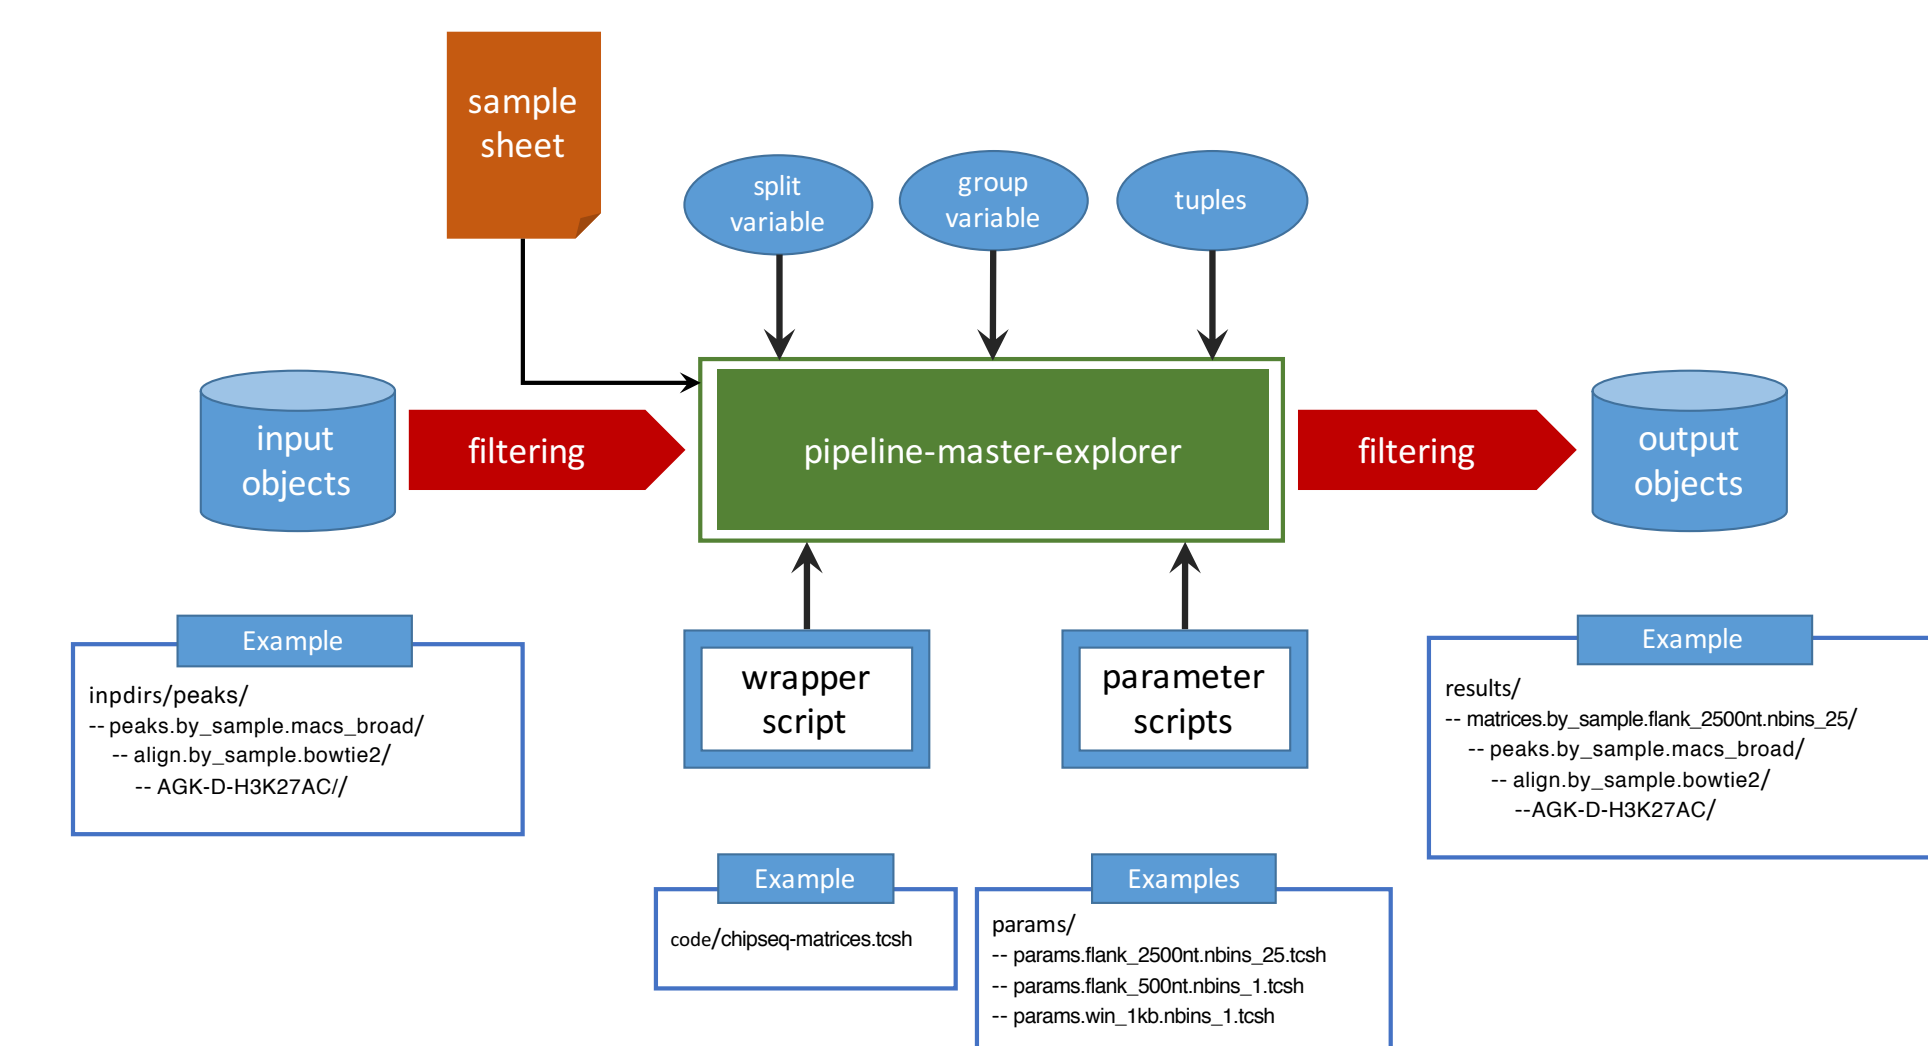 sample
sheet
split
variable
group
variable
tuples
input
objects
filtering
pipeline-master-explorer
filtering
output
objects
Example
inpdirs/peaks/
-- peaks.by_sample.macs_broad/
-- align.by_sample.bowtie2/
-- AGK-D-H3K27AC//
wrapper
script
parameter
scripts
Example
results/
-- matrices.by_sample.flank_2500nt.nbins_25/
-- peaks.by_sample.macs_broad/
-- align.by_sample.bowtie2/
--AGK-D-H3K27AC/
Example
code/chipseq-matrices.tcsh
Examples
params/
-- params.flank_2500nt.nbins_25.tcsh
-- params.flank_500nt.nbins_1.tcsh
-- params.win_1kb.nbins_1.tcsh